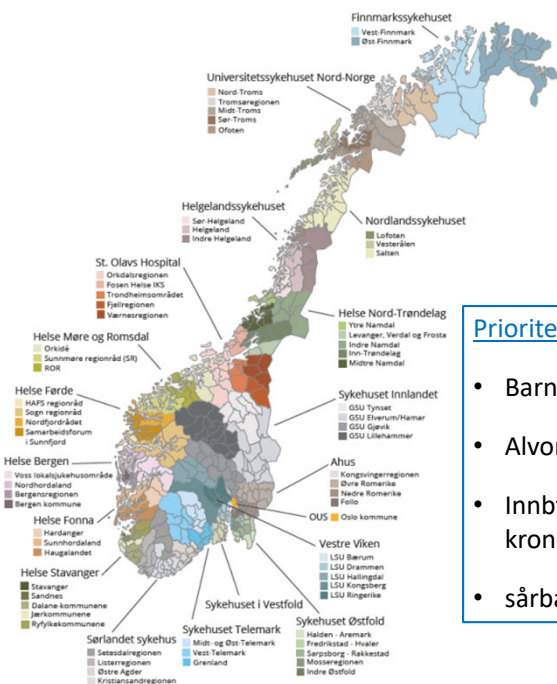 Finnmarkssykehuset
Vest-Finnmark
Øst-Finnmark
Universitetssykehuset Nord-Norge
Nord-Troms
Tromsøregionen
Midt-Troms
Sør-Troms
Ofoten
Helgelandssykehuset
Sør-Helgeland
Helgeland
Indre Helgeland
Nordlandssykehuset
Lofoten
Vesterålen
Salten
St. Olavs Hospital
Orkdalsregionen
Fosen Helse IKS
Trondheimsområdet
Fjellregionen
Værnesregionen
Helse Nord-Trøndelag
Ytre Namdal
Levanger, Verdal og Frosta
Indre Namdal
Inn-Trøndelag
Midtre Namdal
Helse Møre og Romsdal
Orkidé
Sunnmøre regionråd (SR)
ROR
Helse Førde
HAFS regionråd
Sogn regionråd
Nordfjordrådet
Samarbeidsforum
i Sunnfjord
Sykehuset Innlandet
GSU Tynset
GSU Elverum/Hamar
GSU Gjøvik
GSU Lillehammer
Helse Bergen
Voss lokalsjukehusområde
Nordhordaland
Bergensregionen
Bergen kommune
Ahus
Kongsvingerregionen
Øvre Romerike
Nedre Romerike
Follo
OUS Oslo kommune
Helse Fonna
Hardanger
Sunnhordaland
Haugalandet
Vestre Viken
LSU Bærum
LSU Drammen
LSU Hallingdal
LSU Kongsberg
LSU Ringerike
Helse Stavanger
Stavanger
Sandnes
Dalane-kommunene
Jærkommunene
Ryfylkekommunene
Sykehuset i Vestfold
Sørlandet sykehus
Setesdalregionen
Listerregionen
Østre Agder
Kristiansandregionen
Sykehuset Telemark
Midt- og Øst-Telemark
Vest-Telemark
Grenland
Sykehuset Østfold
Halden - Aremark
Fredrikstad - Hvaler
Sarpsborg - Rakkestad
Mosseregionen
Indre Østfold
Priorite
• Barn
• Alvor
• Innby
kron
• sårba